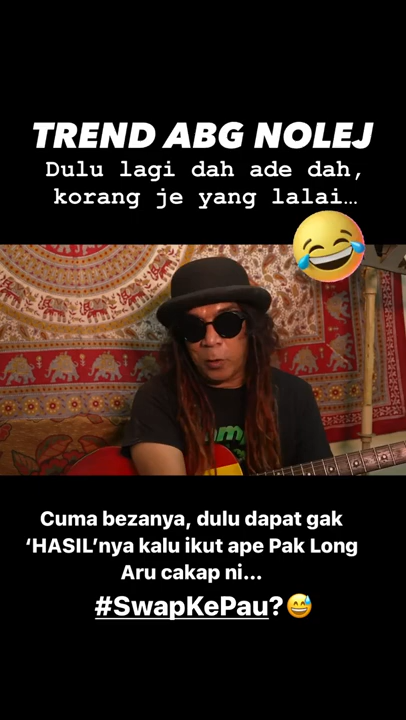 TREND ABG NOLEJ
Dulu lagi dah ade dah,
korang je yang lalai…
Cuma bezanya, dulu dapat gak
‘HASIL’nya kalu ikut ape Pak Long
Aru cakap ni...
#SwapKePau?